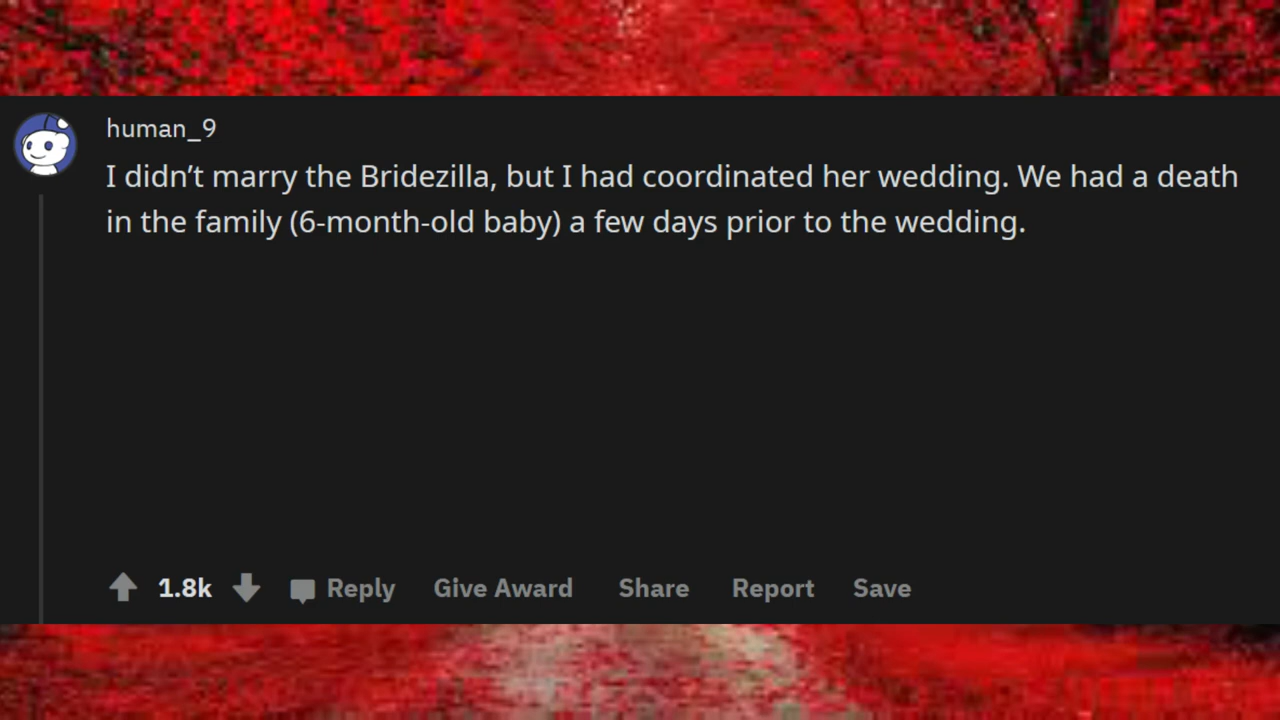 human_9
I didn’t marry the Bridezilla, but I had coordinated her wedding. We had a death
in the family (6-month-old baby) a few days prior to the wedding.
1.8k Reply Give Award Share Report Save